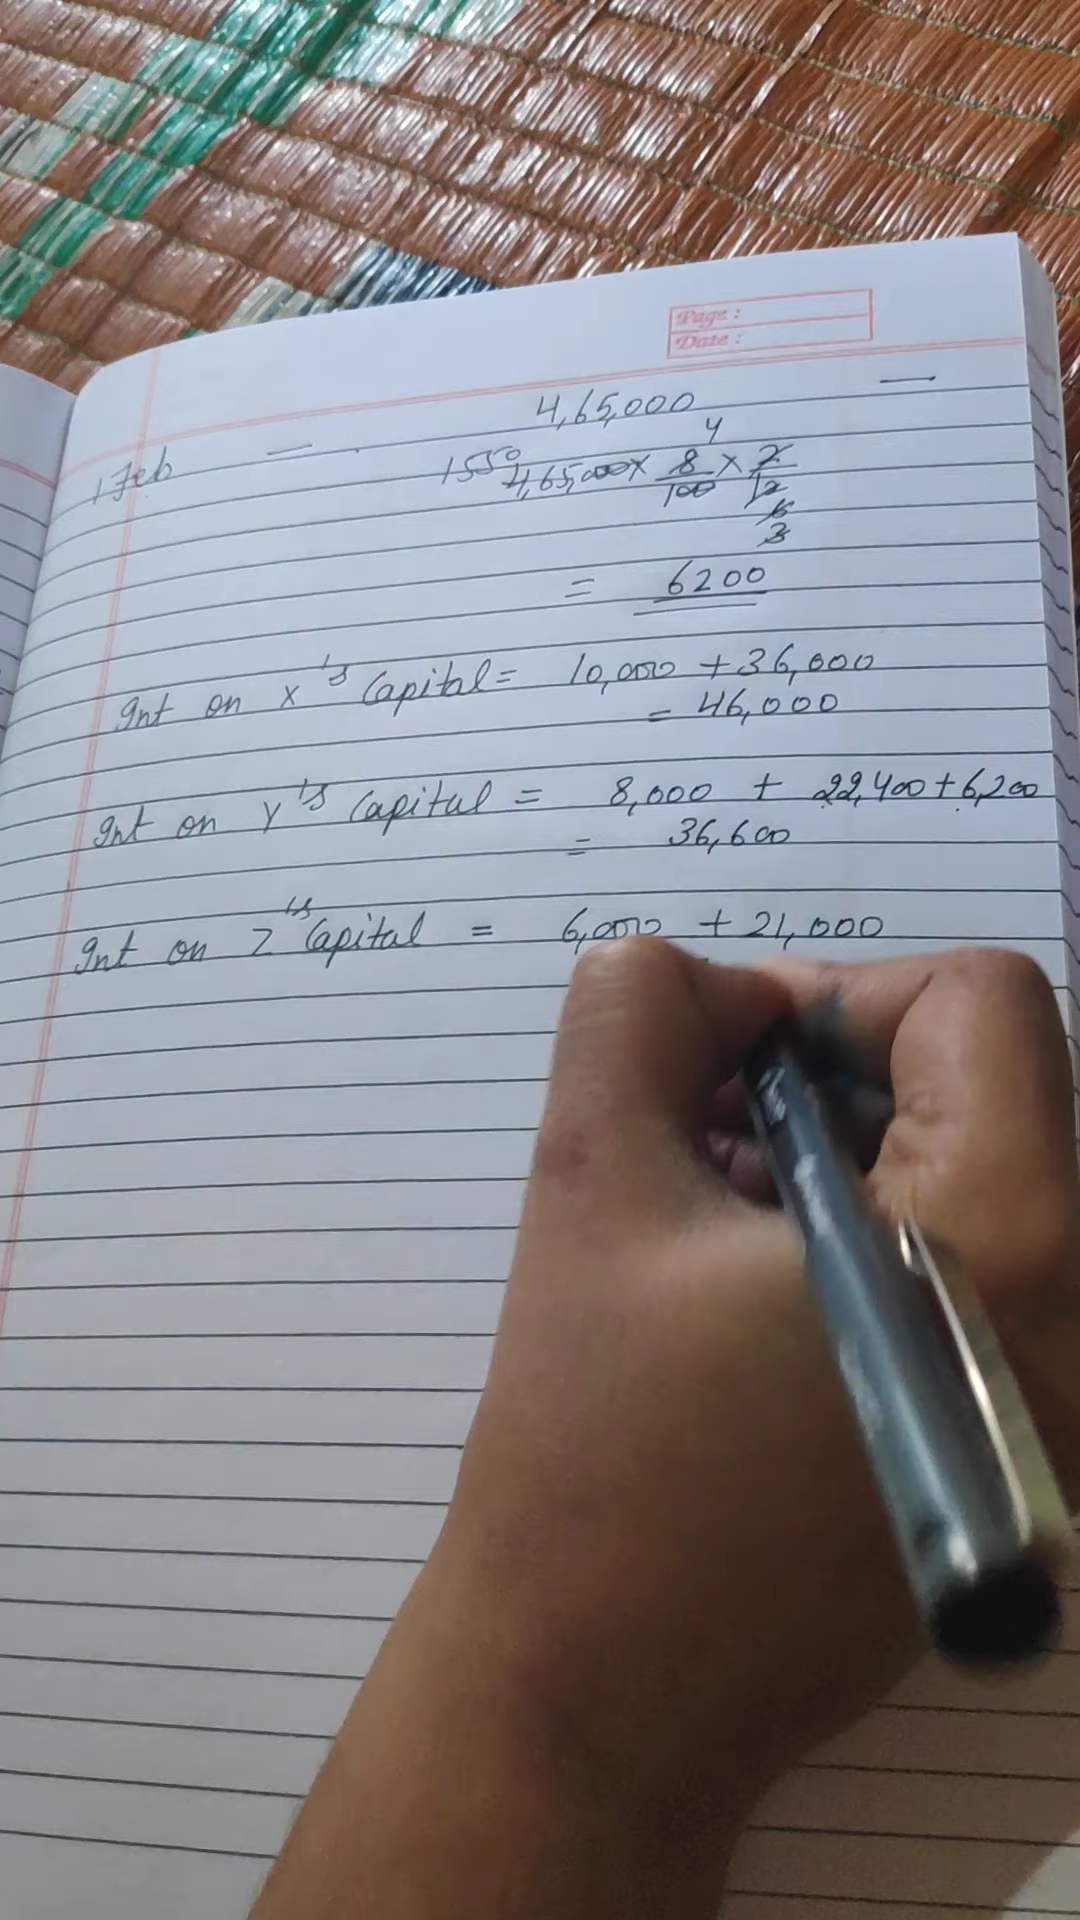 Page :
Date :
4,65,000 —
1 Feb —
4
1550 4,65,000 × 8/100 × 2/12
6
3
= 6200
Int on X's Capital = 10,000 + 36,000
= 46,000
Int on Y's Capital = 8,000 + 22,400 + 6,200
= 36,600
Int on Z's Capital = 6,000 + 21,000